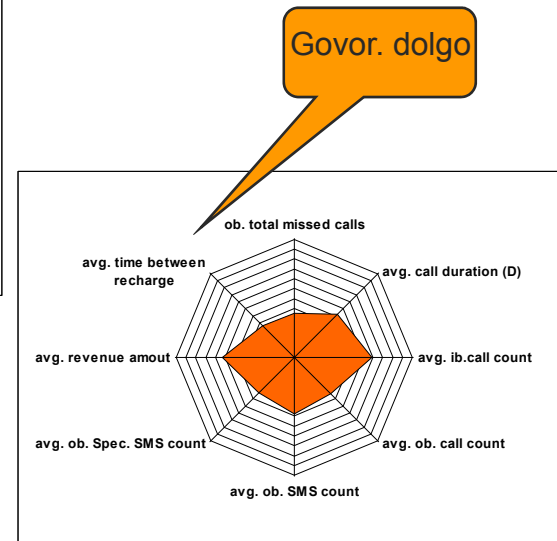 Govor. dolgo
ob. total missed calls
avg. time between
recharge
avg. call duration (D)
avg. revenue amout
avg. ib.call count
avg. ob. Spec. SMS count
avg. ob. call count
avg. ob. SMS count